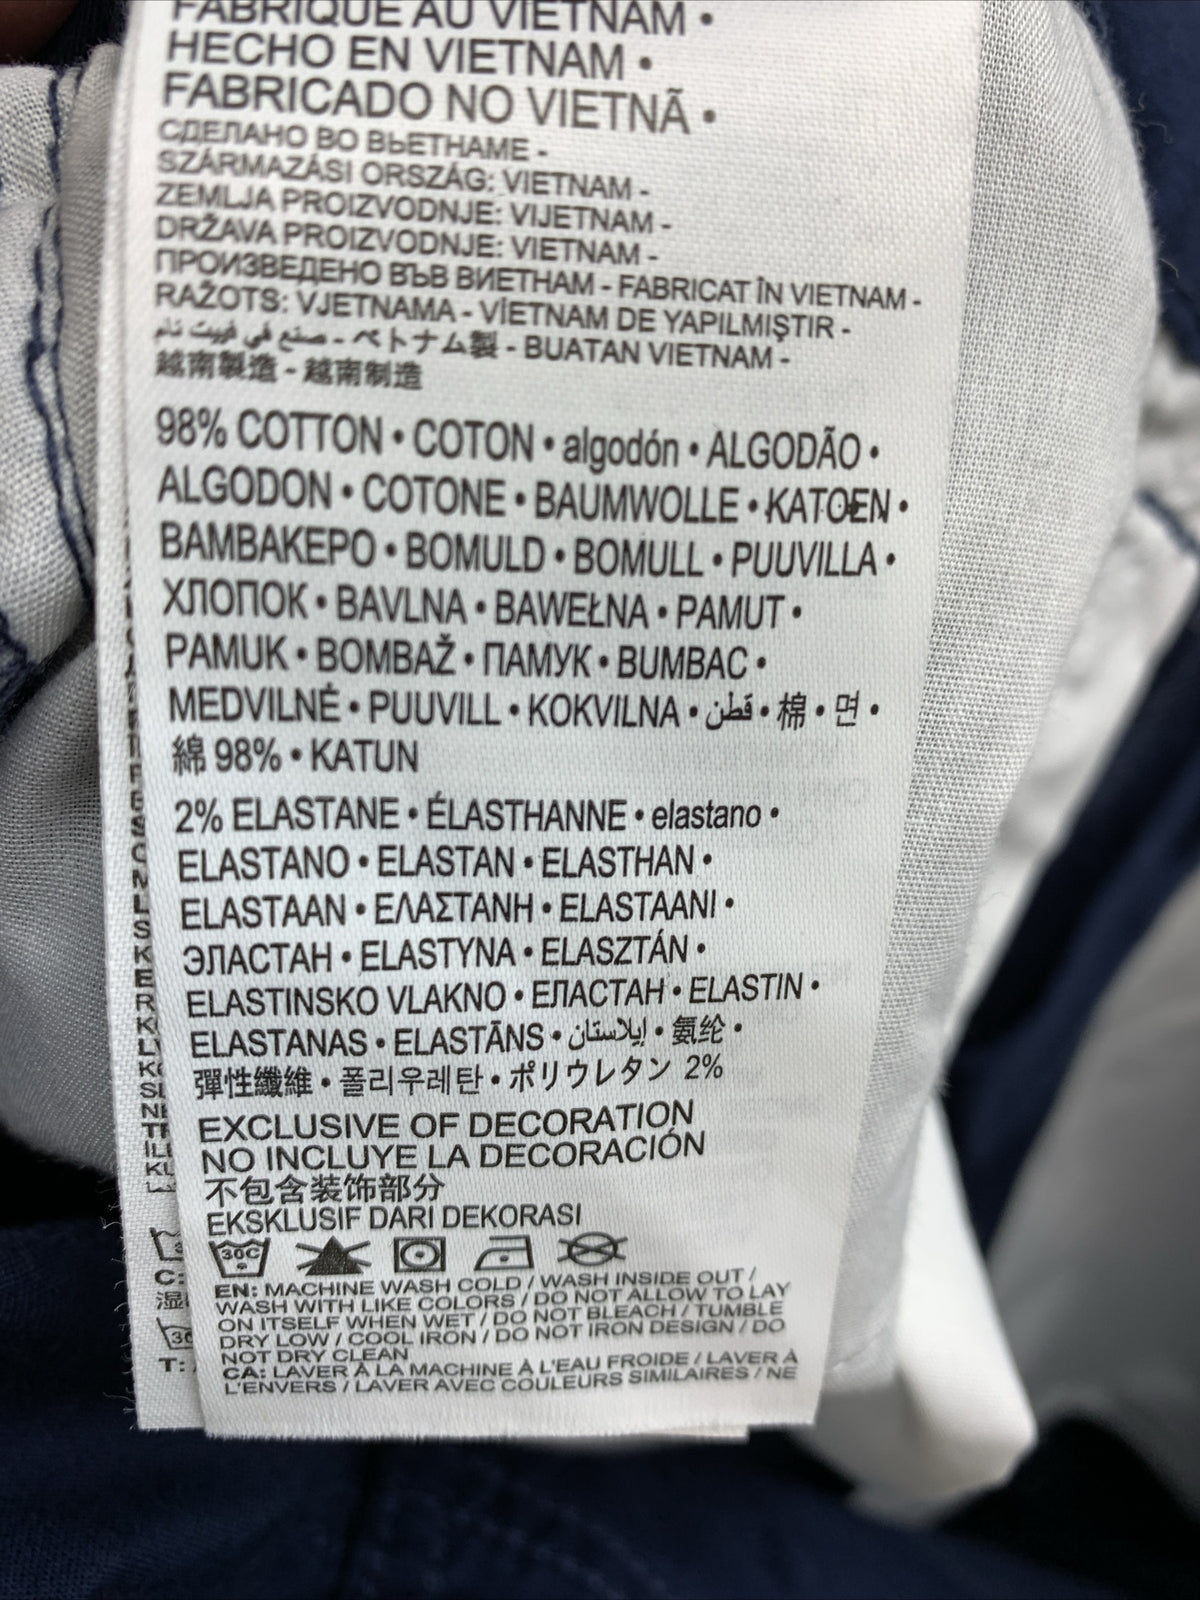 FABRIQUÉ AU VIETNAM •
HECHO EN VIETNAM •
FABRICADO NO VIETNÃ •
СДЕЛАНО ВО ВЬЕТНАМЕ -
SZÁRMAZÁSI ORSZÁG: VIETNAM -
ZEMLJA PROIZVODNJE: VIJETNAM -
DRŽAVA PROIZVODNJE: VIETNAM -
ПРОИЗВЕДЕНО ВЪВ ВИЕТНАМ - FABRICAT ÎN VIETNAM -
RAŽOTS: VJETNAMA - VİETNAM DE YAPILMIŞTIR -
صنع في فييت نام - ベトナム製 - BUATAN VIETNAM -
越南製造 - 越南制造
98% COTTON • COTON • algodón • ALGODÃO •
ALGODON • COTONE • BAUMWOLLE • KATOEN •
ΒΑΜΒΑΚΕΡΟ • BOMULD • BOMULL • PUUVILLA •
ХЛОПОК • BAVLNA • BAWEŁNA • PAMUT •
PAMUK • BOMBAŽ • ПАМУК • BUMBAC •
MEDVILNĖ • PUUVILL • KOKVILNA • قطن • 棉 • 면 •
綿 98% • KATUN
2% ELASTANE • ÉLASTHANNE • elastano •
ELASTANO • ELASTAN • ELASTHAN •
ELASTAAN • ΕΛΑΣΤΑΝΗ • ELASTAANI •
ЭЛАСТАН • ELASTYNA • ELASZTÁN •
ELASTINSKO VLAKNO • ЕЛАСТАН • ELASTIN •
ELASTANAS • ELASTĀNS • إيلاستان • 氨纶 •
彈性纖維 • 폴리우레탄 • ポリウレタン 2%
EXCLUSIVE OF DECORATION
NO INCLUYE LA DECORACIÓN
不包含装饰部分
EKSKLUSIF DARI DEKORASI
30C
EN: MACHINE WASH COLD / WASH INSIDE OUT /
WASH WITH LIKE COLORS / DO NOT ALLOW TO LAY
ON ITSELF WHEN WET / DO NOT BLEACH / TUMBLE
DRY LOW / COOL IRON / DO NOT IRON DESIGN / DO
NOT DRY CLEAN
CA: LAVER À LA MACHINE À L'EAU FROIDE / LAVER À
L'ENVERS / LAVER AVEC COULEURS SIMILAIRES / NE